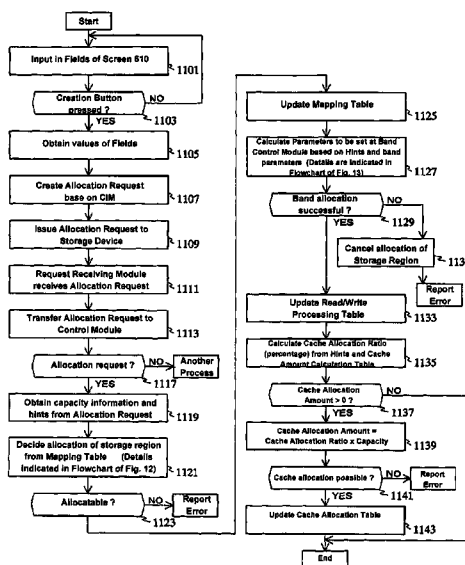 Start
Input in Fields of Screen 610
1101
Creation Button
pressed ?
NO
1103
YES
Obtain values of Fields
1105
Create Allocation Request
base on CIM
1107
Issue Allocation Request to
Storage Device
1109
Request Receiving Module
receives Allocation Request
1111
Transfer Allocation Request to
Control Module
1113
Allocation request ?
NO
Another
Process
1117
YES
Obtain capacity information and
hints from Allocation Request
1119
Decide allocation of storage region
from Mapping Table (Details
indicated in Flowchart of Fig. 12)
1121
Allocatable ?
NO
Report
Error
1123
Update Mapping Table
1125
Calculate Parameters to be set at Band
Control Module based on Hints and band
parameters (Details are indicated in
Flowchart of Fig. 13)
1127
Band allocation
successful ?
NO
1129
YES
Cancel allocation of
Storage Region
113
Report
Error
Update Read/Write
Processing Table
1133
Calculate Cache Allocation Ratio
(percentage) from Hints and Cache
Amount Calculation Table
1135
Cache Allocation
Amount > 0 ?
NO
1137
YES
Cache Allocation Amount =
Cache Allocation Ratio x Capacity
1139
Cache allocation possible ?
NO
Report
Error
1141
YES
Update Cache Allocation Table
1143
End